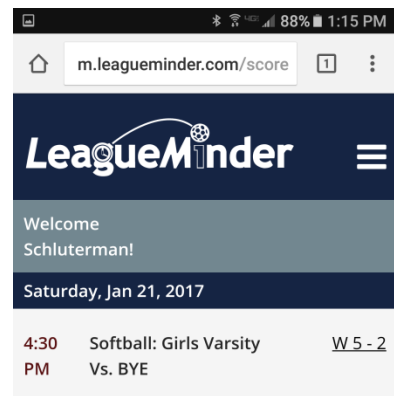 88% 1:15 PM
m.leagueminder.com/score 1
LeagueMinder
Welcome
Schluterman!
Saturday, Jan 21, 2017
4:30 Softball: Girls Varsity W 5 - 2
PM Vs. BYE